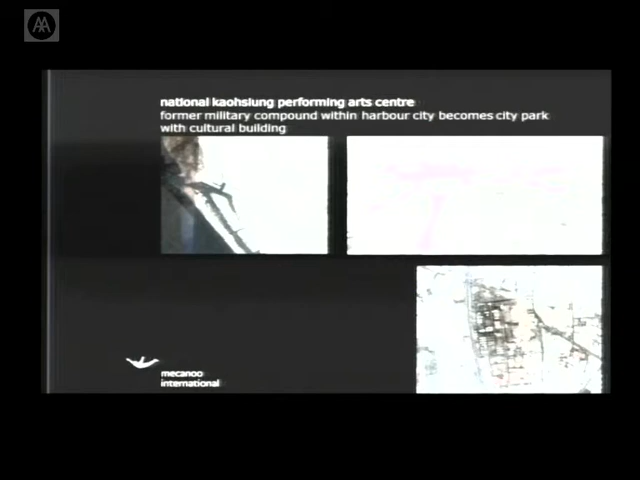 AA
national kaohsiung performing arts centre
former military compound within harbour city becomes city park
with cultural building
mecanoo
international